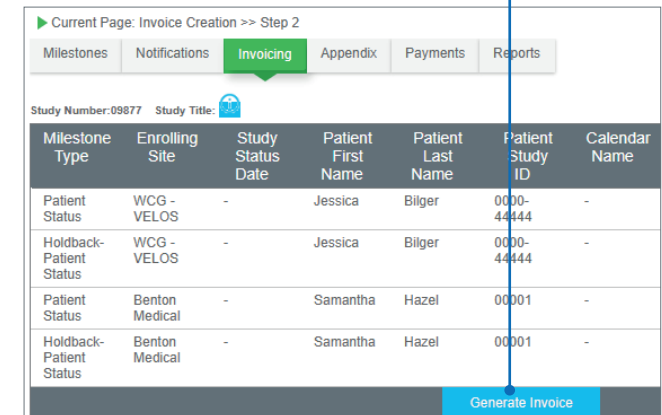 Current Page: Invoice Creation >> Step 2
Milestones Notifications Invoicing Appendix Payments Reports
Study Number:09877 Study Title:
Milestone Type Enrolling Site Study Status Date Patient First Name Patient Last Name Patient Study ID Calendar Name
Patient Status WCG - VELOS - Jessica Bilger 0000-44444 -
Holdback-Patient Status WCG - VELOS - Jessica Bilger 0000-44444 -
Patient Status Benton Medical - Samantha Hazel 00001 -
Holdback-Patient Status Benton Medical - Samantha Hazel 00001 -
Generate Invoice